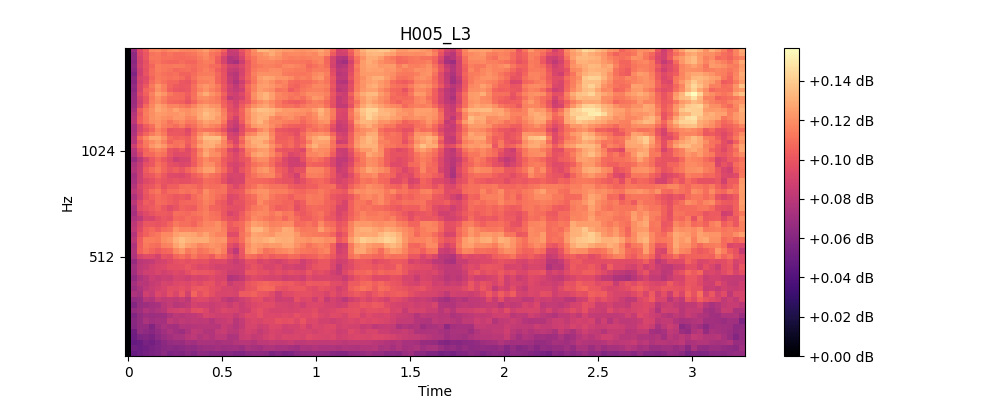 H005_L3
Hz
1024
512
0
0.5
1
1.5
2
2.5
3
Time
+0.14 dB
+0.12 dB
+0.10 dB
+0.08 dB
+0.06 dB
+0.04 dB
+0.02 dB
+0.00 dB